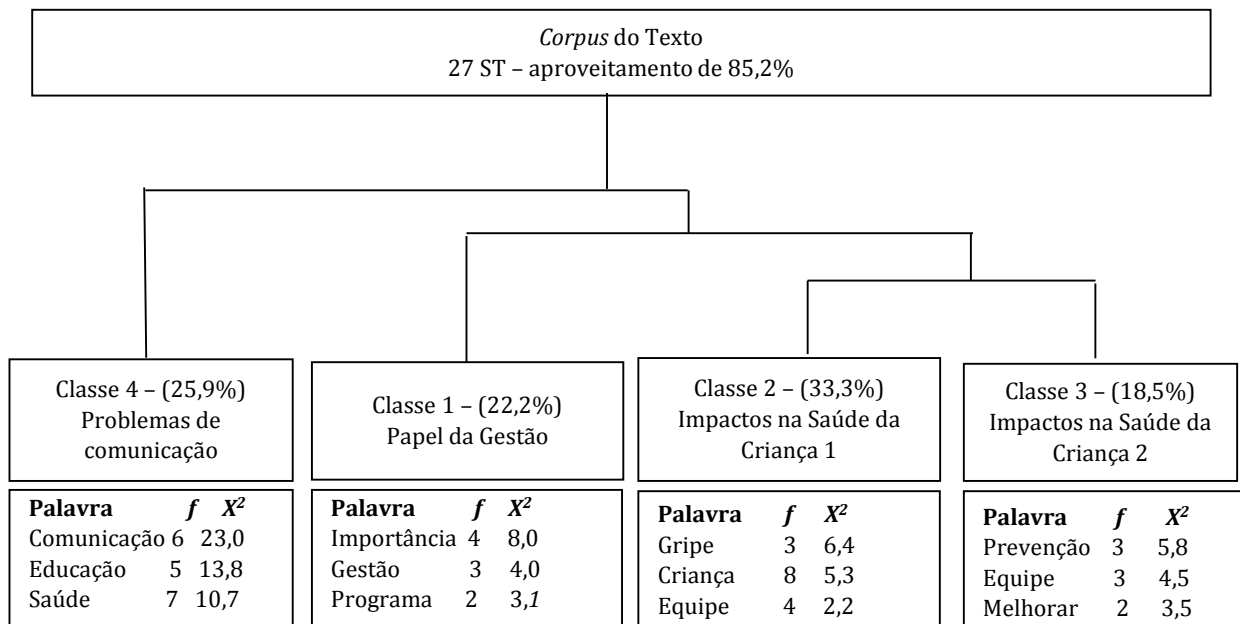 Corpus do Texto
27 ST – aproveitamento de 85,2%
Classe 4 – (25,9%)
Problemas de
comunicação
Palavra f X²
Comunicação 6 23,0
Educação 5 13,8
Saúde 7 10,7
Classe 1 – (22,2%)
Papel da Gestão
Palavra f X²
Importância 4 8,0
Gestão 3 4,0
Programa 2 3,1
Classe 2 – (33,3%)
Impactos na Saúde da
Criança 1
Palavra f X²
Gripe 3 6,4
Criança 8 5,3
Equipe 4 2,2
Classe 3 – (18,5%)
Impactos na Saúde da
Criança 2
Palavra f X²
Prevenção 3 5,8
Equipe 3 4,5
Melhorar 2 3,5